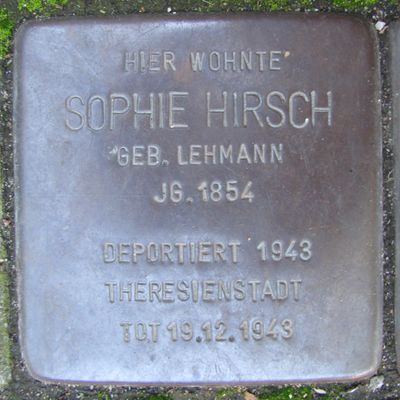 HIER WOHNTE
SOPHIE HIRSCH
GEB. LEHMANN
JG. 1854
DEPORTIERT 1943
THERESIENSTADT
TOT 19.12.1943